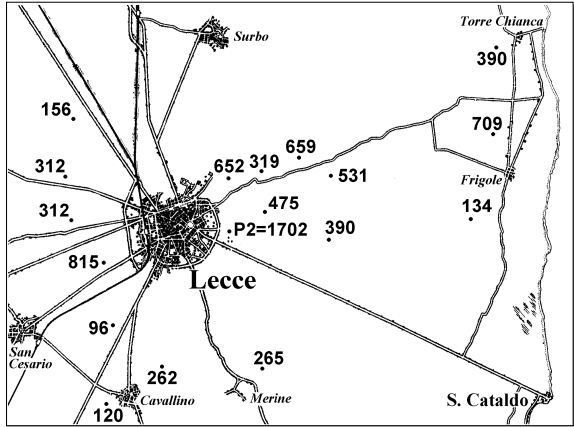 Torre Chianca
Surbo
390
156
709
659
319
652
312
531
Frigole
475
134
312
P2=1702
390
815
Lecce
96
San
Cesario
265
262
Merine
S. Cataldo
Cavallino
120